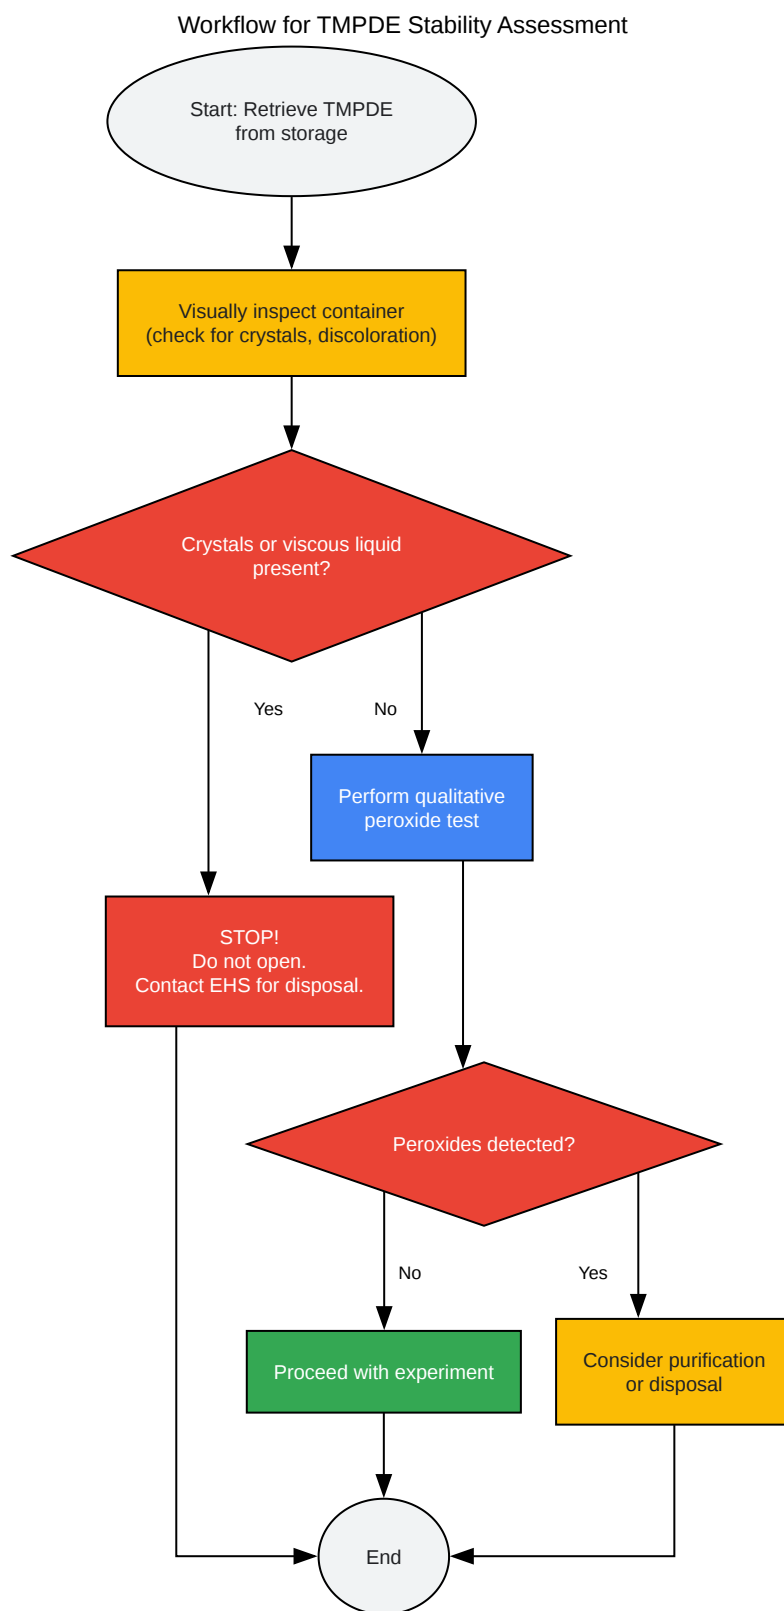 Workflow for TMPDE Stability Assessment
Start: Retrieve TMPDE
from storage
Visually inspect container
(check for crystals, discoloration)
Crystals or viscous liquid
present?
Yes
No
Perform qualitative
peroxide test
STOP!
Do not open.
Contact EHS for disposal.
Peroxides detected?
No
Yes
Proceed with experiment
Consider purification
or disposal
End